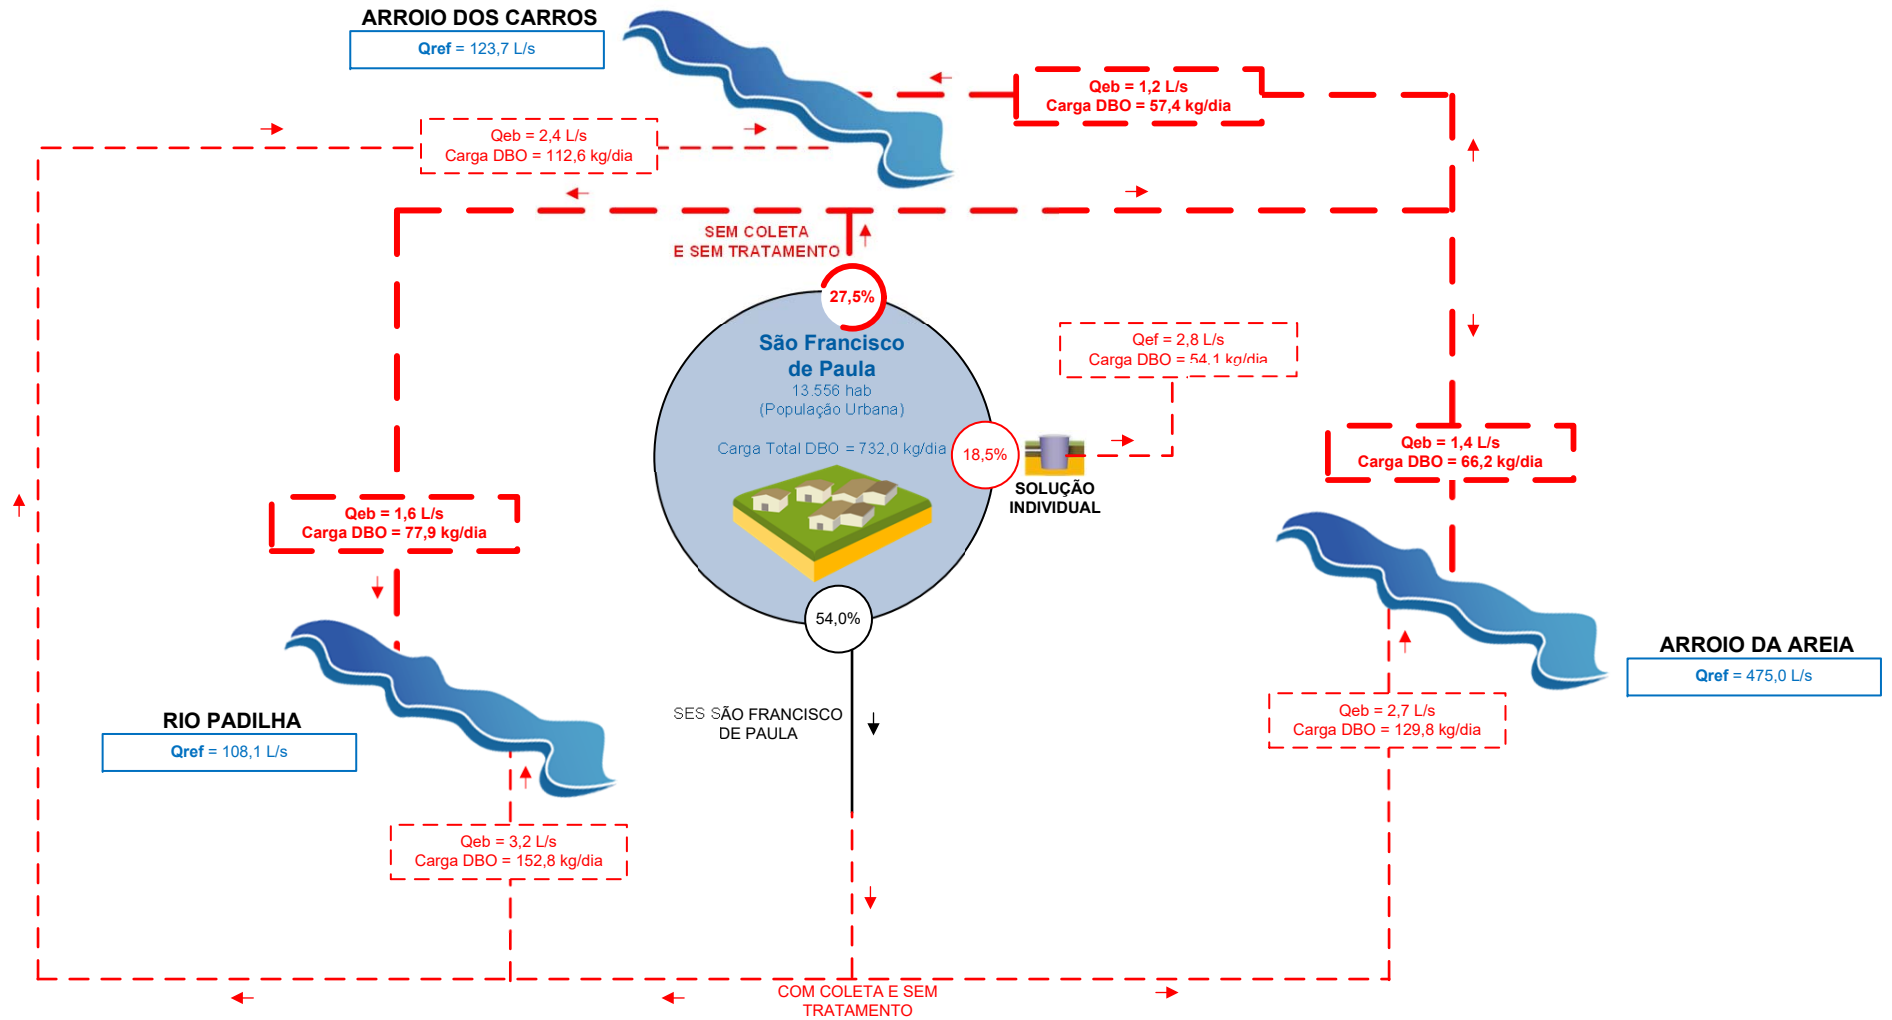 ARROIO DOS CARROS
Qref = 123,7 L/s
Qeb = 1,2 L/s
Carga DBO = 57,4 kg/dia
Qeb = 2,4 L/s
Carga DBO = 112,6 kg/dia
SEM COLETA
E SEM TRATAMENTO
27,5%
São Francisco
de Paula
13.556 hab
(População Urbana)
Carga Total DBO = 732,0 kg/dia
18,5%
SOLUÇÃO
INDIVIDUAL
Qef = 2,8 L/s
Carga DBO = 54,1 kg/dia
Qeb = 1,4 L/s
Carga DBO = 66,2 kg/dia
Qeb = 1,6 L/s
Carga DBO = 77,9 kg/dia
54,0%
ARROIO DA AREIA
Qref = 475,0 L/s
RIO PADILHA
Qref = 108,1 L/s
SES SÃO FRANCISCO
DE PAULA
Qeb = 2,7 L/s
Carga DBO = 129,8 kg/dia
Qeb = 3,2 L/s
Carga DBO = 152,8 kg/dia
COM COLETA E SEM
TRATAMENTO